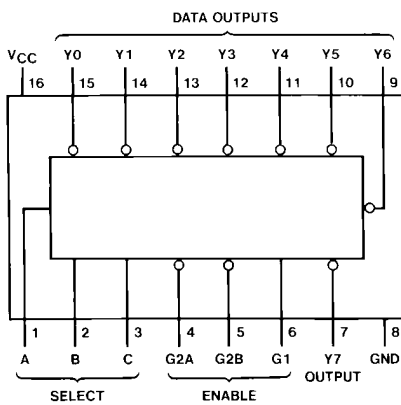 DATA OUTPUTS
VCC Y0 Y1 Y2 Y3 Y4 Y5 Y6
16 15 14 13 12 11 10 9
1 2 3 4 5 6 7 8
A B C G2A G2B G1 Y7 GND
OUTPUT
SELECT ENABLE